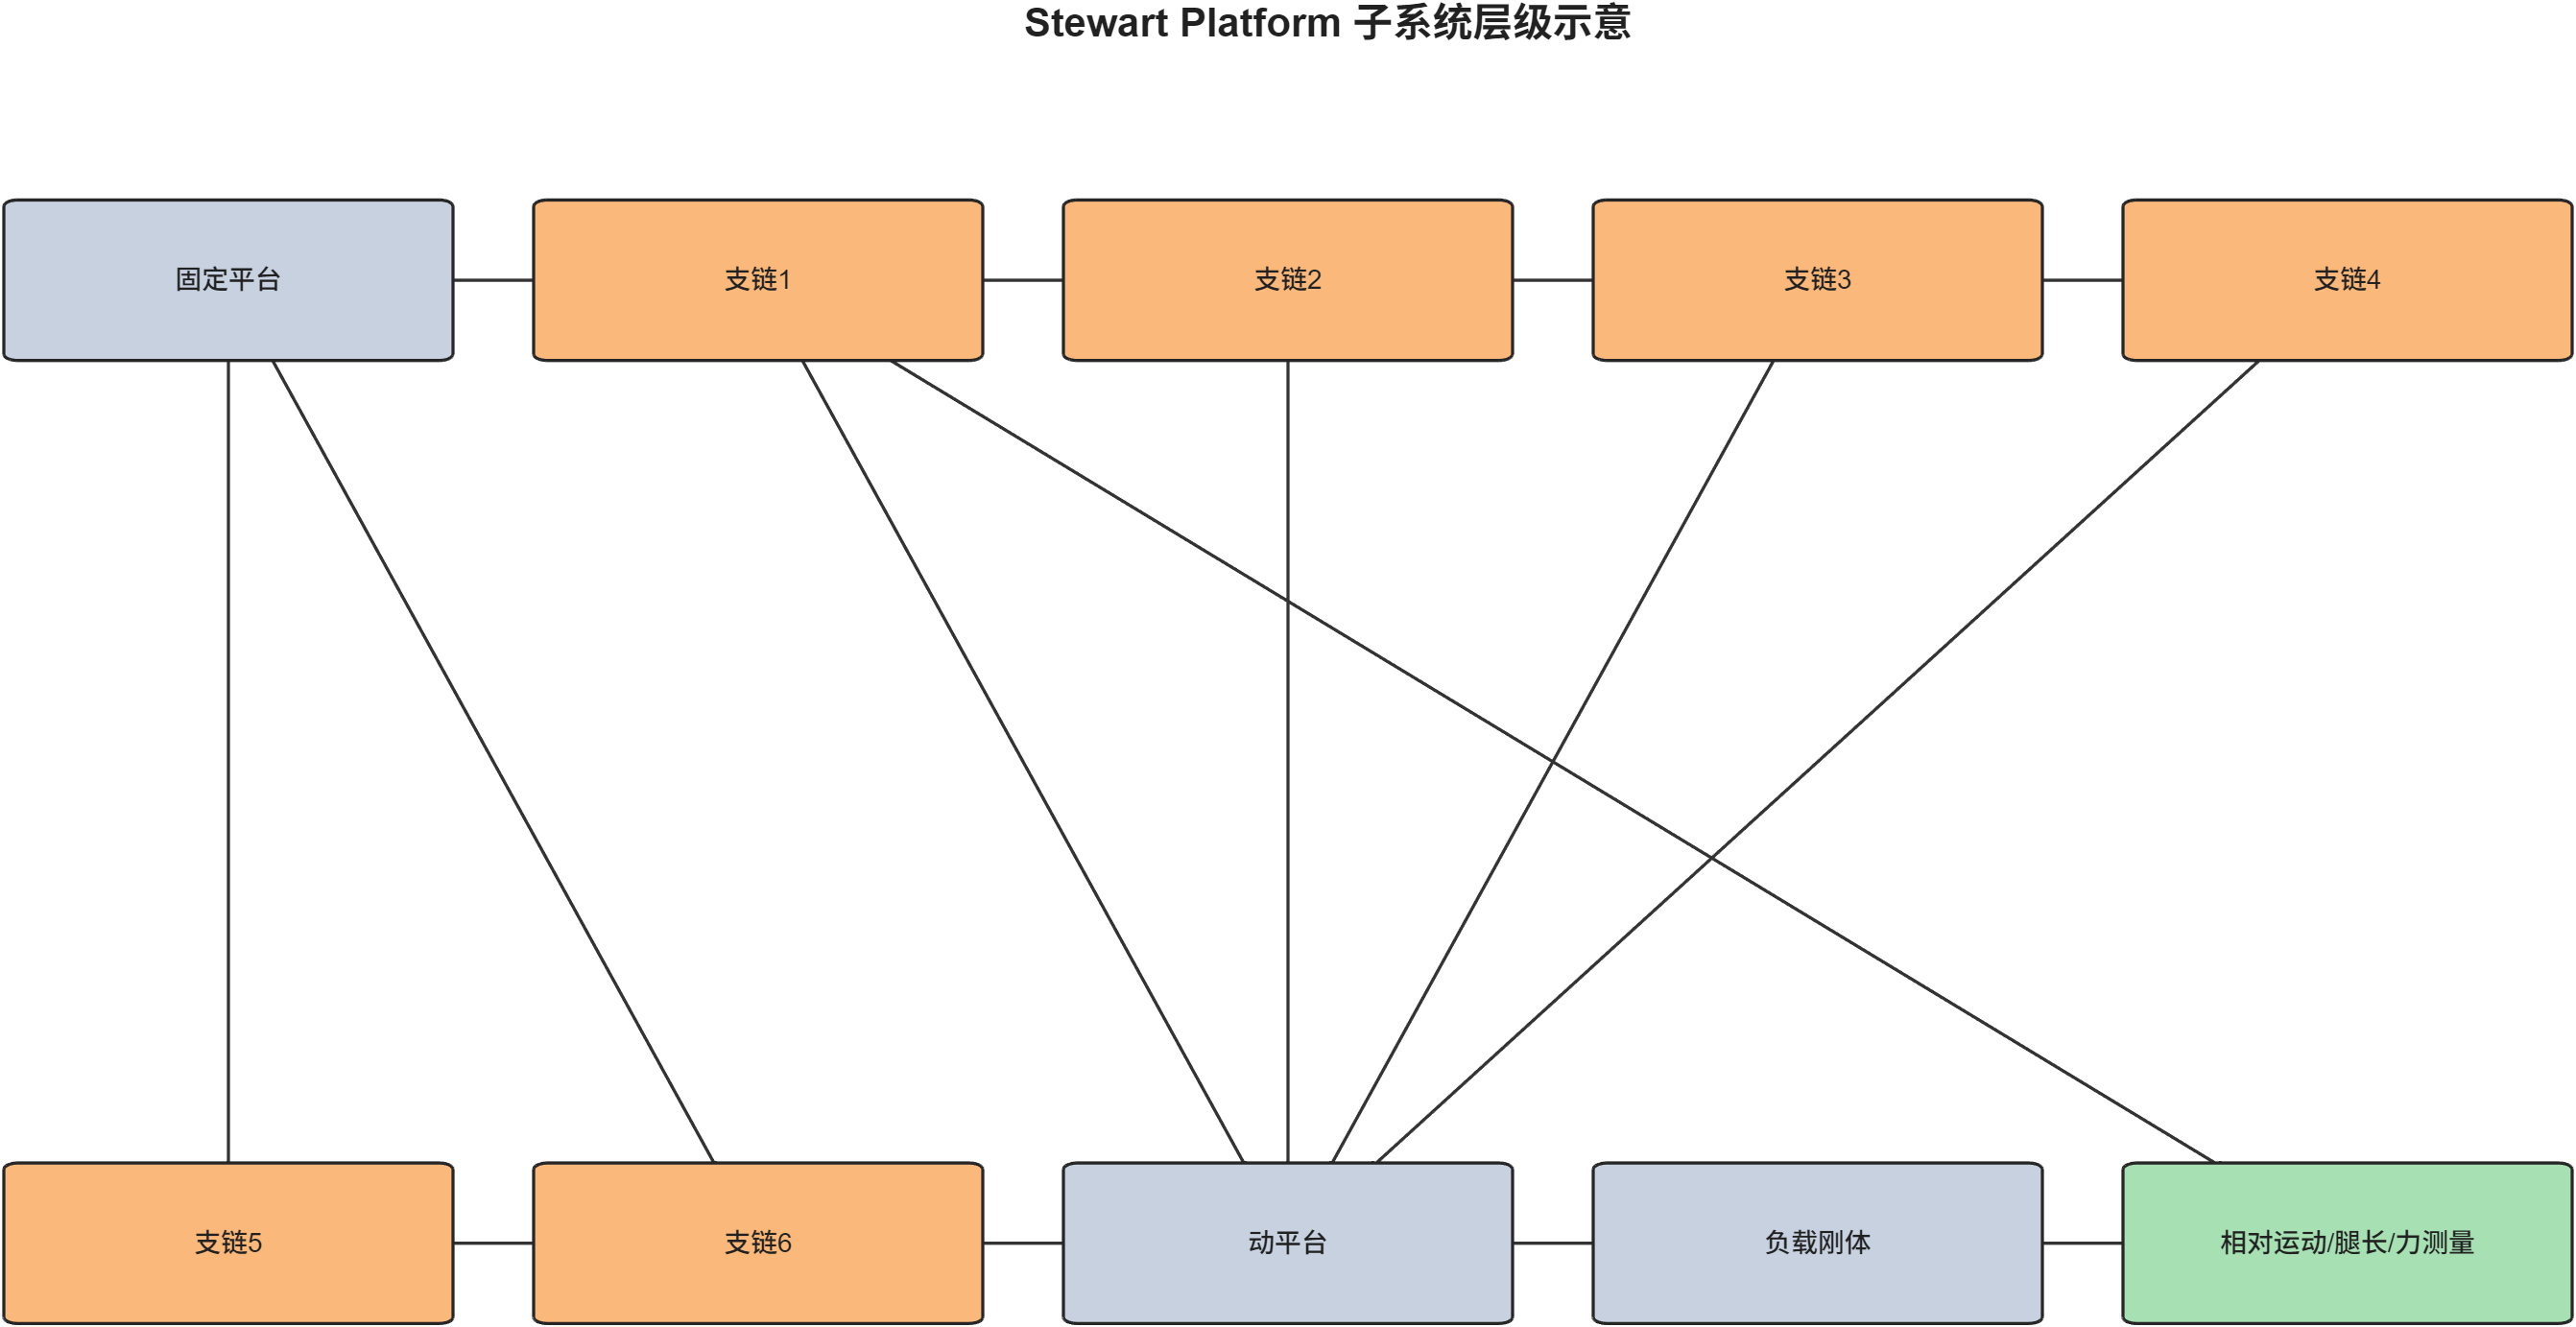 Stewart Platform 子系统层级示意
固定平台
支链1
支链2
支链3
支链4
支链5
支链6
动平台
负载刚体
相对运动/腿长/力测量